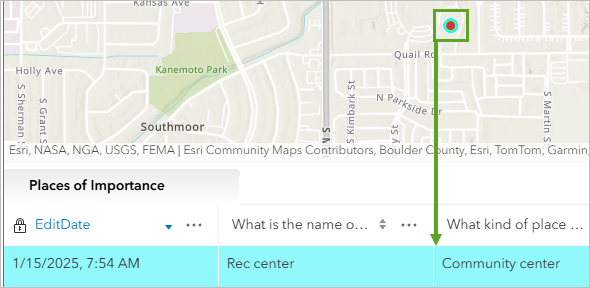 Kansas Ave
Quail Ro
Kanemoto Park
Holly Ave
S Sherman St
S Grant St
Southmoor
S Kimbark St
N Parkside Dr
S Martin S
Esri, NASA, NGA, USGS, FEMA | Esri Community Maps Contributors, Boulder County, Esri, TomTom, Garmin,
Places of Importance
EditDate
What is the name o...
What kind of place ...
1/15/2025, 7:54 AM
Rec center
Community center